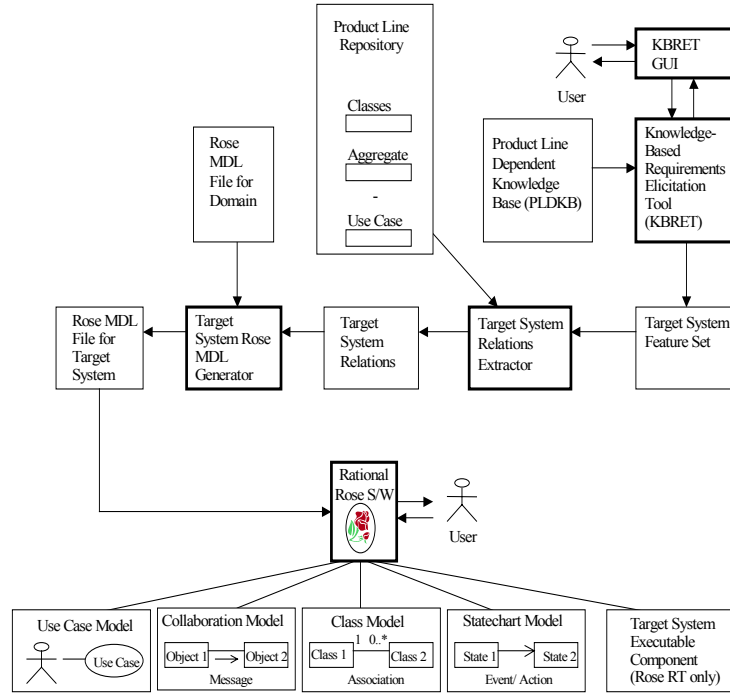 Product Line
Repository
Classes
Aggregate
-
Use Case
KBRET
GUI
User
Rose
MDL
File for
Domain
Product Line
Dependent
Knowledge
Base (PLDKB)
Knowledge-
Based
Requirements
Elicitation
Tool
(KBRET)
Rose MDL
File for
Target
System
Target
System Rose
MDL
Generator
Target
System
Relations
Target System
Relations
Extractor
Target System
Feature Set
Rational
Rose S/W
User
Use Case Model
Use Case
Collaboration Model
Object 1
Object 2
Message
Class Model
1 0..*
Class 1
Class 2
Association
Statechart Model
State 1
State 2
Event/ Action
Target System
Executable
Component
(Rose RT only)